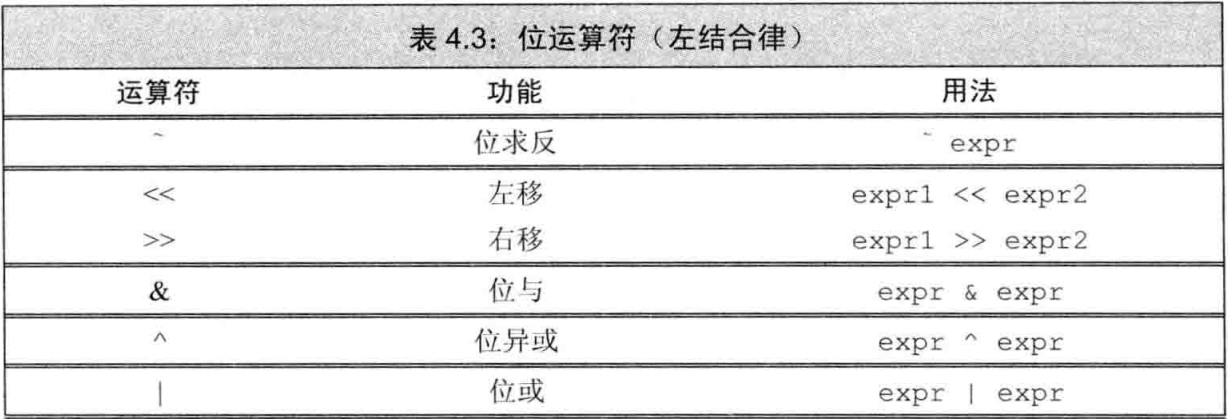 表 4.3：位运算符（左结合律）
运算符 功能 用法
~ 位求反 ~ expr
<< 左移 expr1 << expr2
>> 右移 expr1 >> expr2
& 位与 expr & expr
^ 位异或 expr ^ expr
| 位或 expr | expr